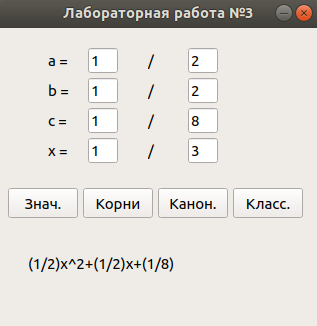 Лабораторная работа №3
a = 1 / 2
b = 1 / 2
c = 1 / 8
x = 1 / 3
Знач. Корни Канон. Класс.
(1/2)x^2+(1/2)x+(1/8)